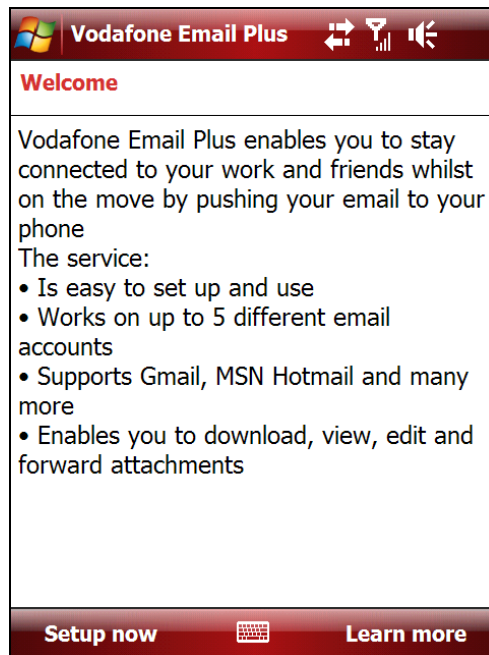 Vodafone Email Plus
Welcome
Vodafone Email Plus enables you to stay
connected to your work and friends whilst
on the move by pushing your email to your
phone
The service:
• Is easy to set up and use
• Works on up to 5 different email
accounts
• Supports Gmail, MSN Hotmail and many
more
• Enables you to download, view, edit and
forward attachments
Setup now
Learn more